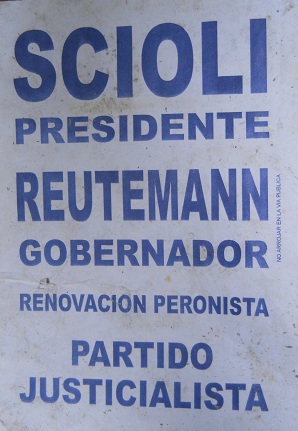 SCIOLI
PRESIDENTE
REUTEMANN
GOBERNADOR
RENOVACION PERONISTA
PARTIDO
JUSTICIALISTA
NO ARROJAR EN LA VIA PUBLICA